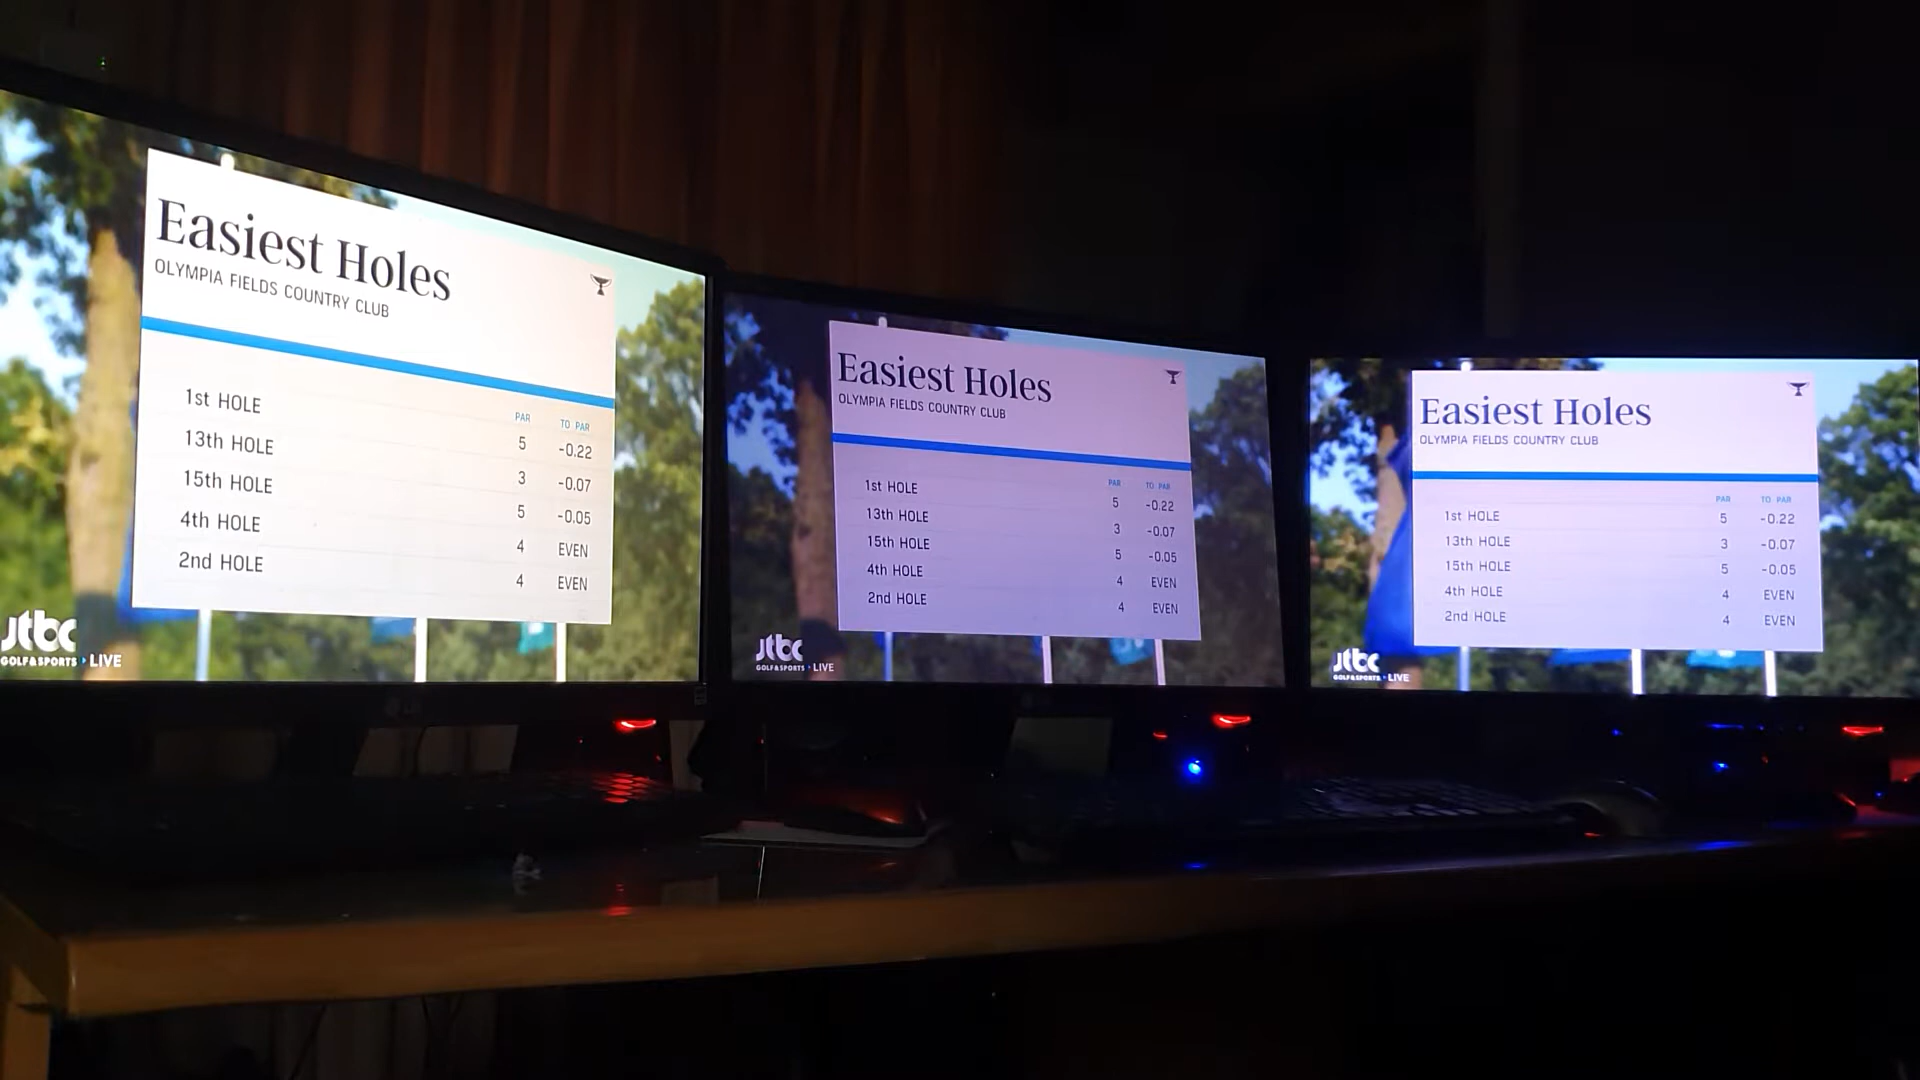 Easiest Holes
OLYMPIA FIELDS COUNTRY CLUB
PAR TO PAR
1st HOLE 5 -0.22
13th HOLE 3 -0.07
15th HOLE 5 -0.05
4th HOLE 4 EVEN
2nd HOLE 4 EVEN
jtbc
GOLF&SPORTS LIVE
Easiest Holes
OLYMPIA FIELDS COUNTRY CLUB
PAR TO PAR
1st HOLE 5 -0.22
13th HOLE 3 -0.07
15th HOLE 5 -0.05
4th HOLE 4 EVEN
2nd HOLE 4 EVEN
jtbc
GOLF&SPORTS LIVE
Easiest Holes
OLYMPIA FIELDS COUNTRY CLUB
PAR TO PAR
1st HOLE 5 -0.22
13th HOLE 3 -0.07
15th HOLE 5 -0.05
4th HOLE 4 EVEN
2nd HOLE 4 EVEN
jtbc
GOLF&SPORTS LIVE